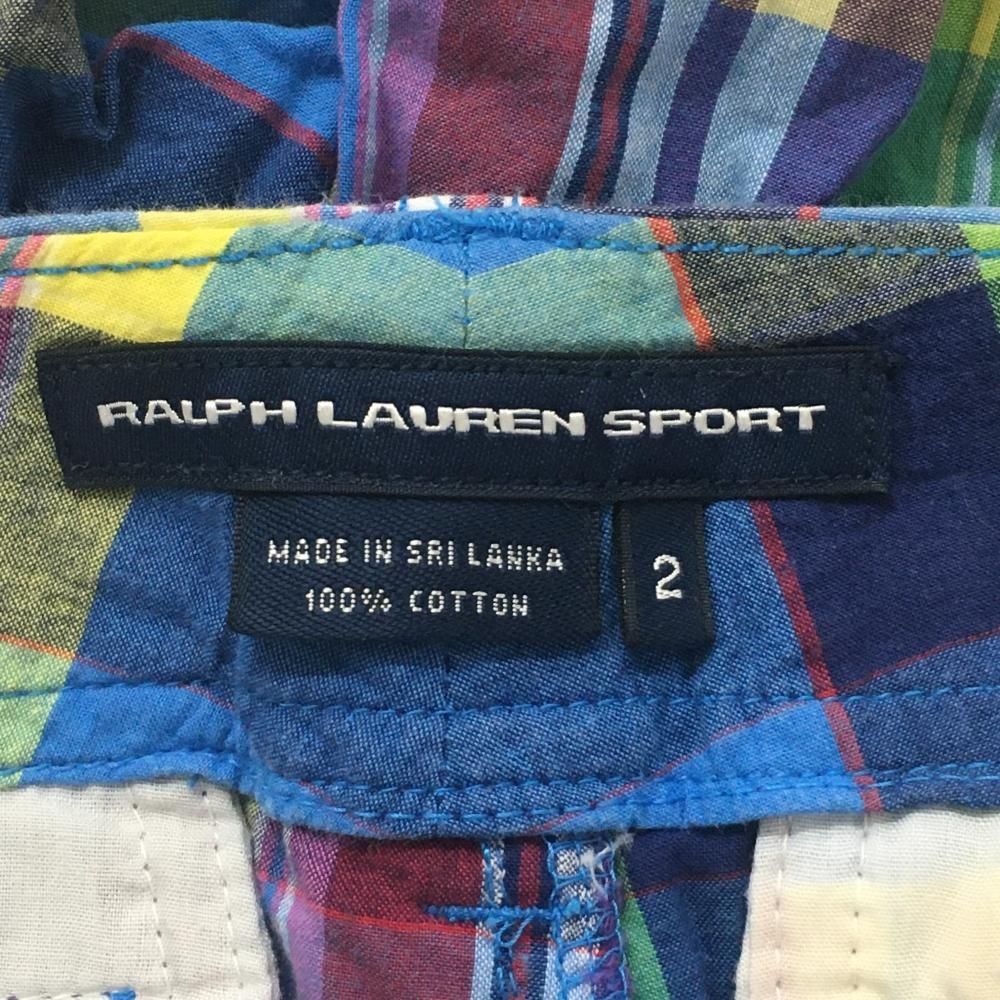 RALPH LAUREN SPORT
MADE IN SRI LANKA
100% COTTON
2